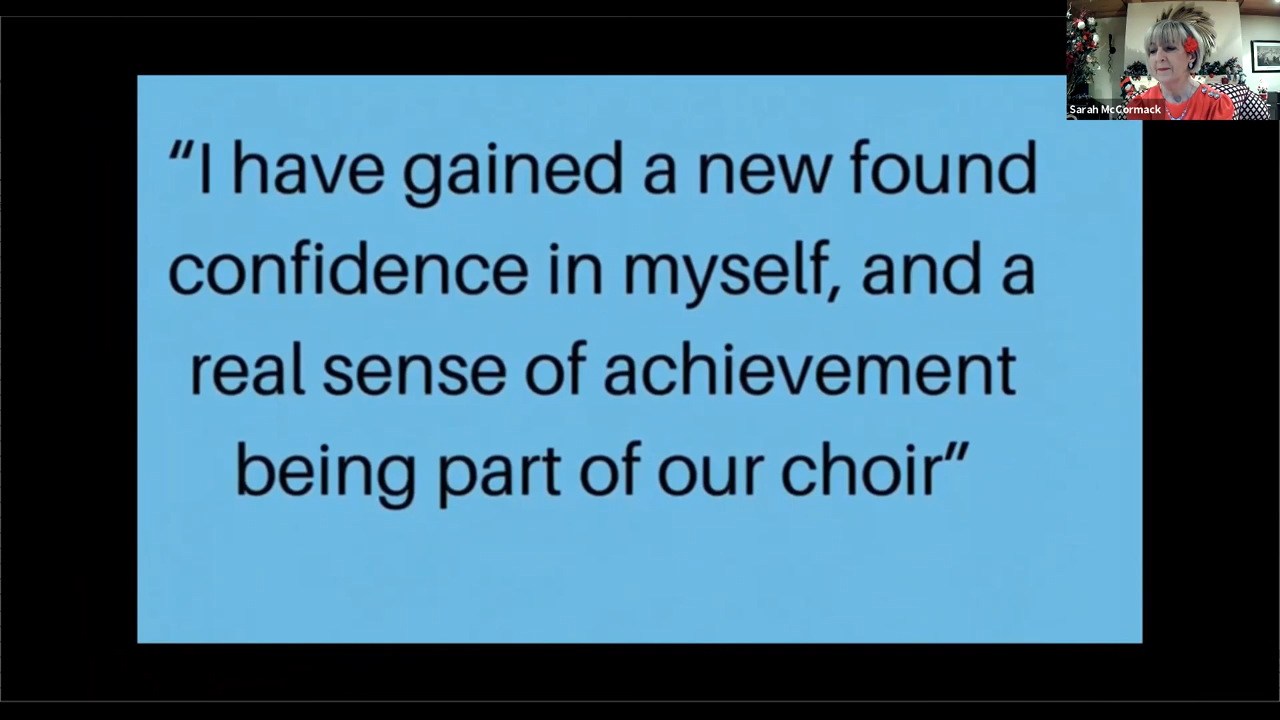 Sarah McCormack
“I have gained a new found
confidence in myself, and a
real sense of achievement
being part of our choir”